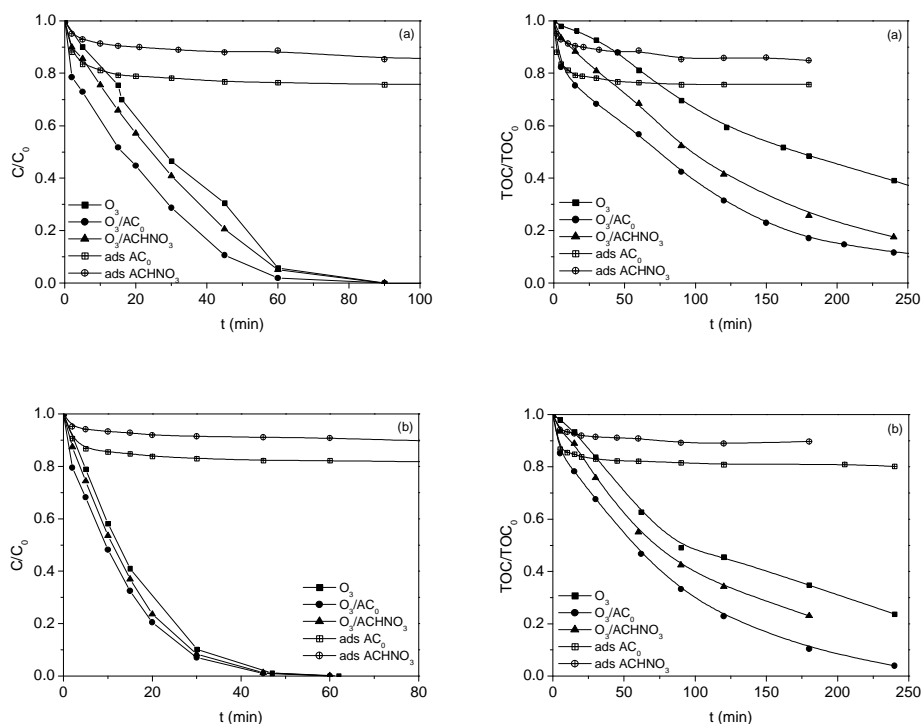 (a)
C/C₀
1.0
0.8
0.6
0.4
0.2
0.0
O₃
O₃/AC₀
O₃/ACHNO₃
ads AC₀
ads ACHNO₃
0 20 40 60 80 100
t (min)
(a)
TOC/TOC₀
1.0
0.8
0.6
0.4
0.2
0.0
O₃
O₃/AC₀
O₃/ACHNO₃
ads AC₀
ads ACHNO₃
0 50 100 150 200 250
t (min)
(b)
C/C₀
1.0
0.8
0.6
0.4
0.2
0.0
O₃
O₃/AC₀
O₃/ACHNO₃
ads AC₀
ads ACHNO₃
0 20 40 60 80
t (min)
(b)
TOC/TOC₀
1.0
0.8
0.6
0.4
0.2
0.0
O₃
O₃/AC₀
O₃/ACHNO₃
ads AC₀
ads ACHNO₃
0 50 100 150 200 250
t (min)